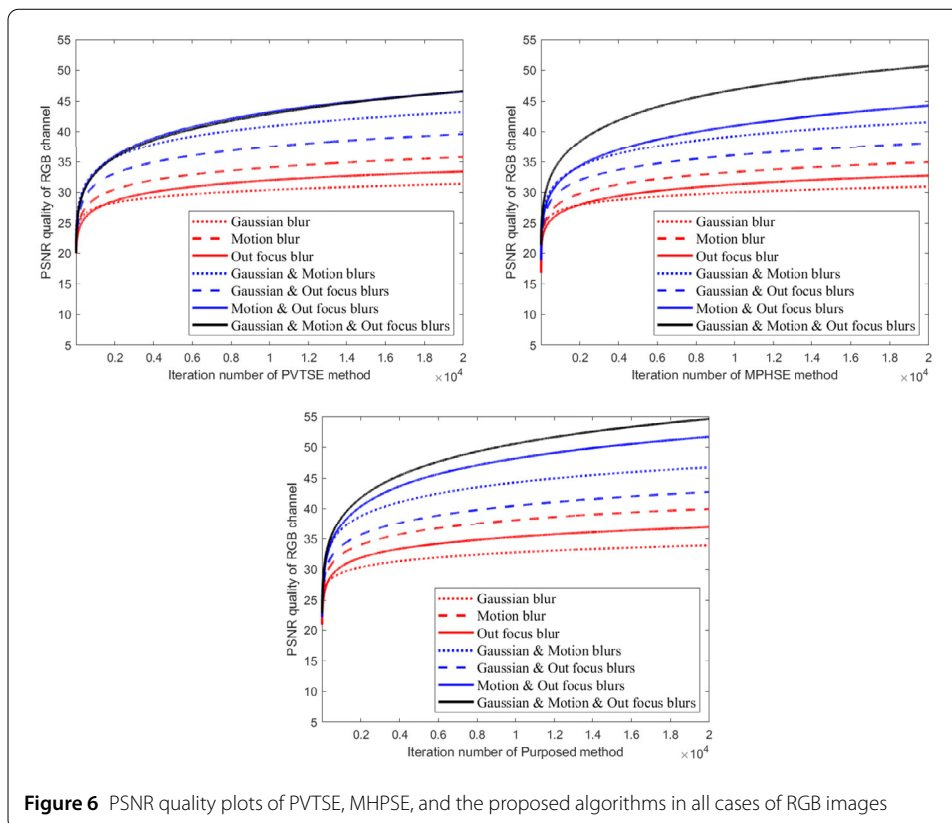 55
50
45
40
35
30
25
20
15
10
5
PSNR quality of RGB channel
Gaussian blur
Motion blur
Out focus blur
Gaussian & Motion blurs
Gaussian & Out focus blurs
Motion & Out focus blurs
Gaussian & Motion & Out focus blurs
0.2 0.4 0.6 0.8 1 1.2 1.4 1.6 1.8 2
Iteration number of PVTSE method
×10^4
55
50
45
40
35
30
25
20
15
10
5
PSNR quality of RGB channel
Gaussian blur
Motion blur
Out focus blur
Gaussian & Motion blurs
Gaussian & Out focus blurs
Motion & Out focus blurs
Gaussian & Motion & Out focus blurs
0.2 0.4 0.6 0.8 1 1.2 1.4 1.6 1.8 2
Iteration number of MPHSE method
×10^4
55
50
45
40
35
30
25
20
15
10
5
PSNR quality of RGB channel
Gaussian blur
Motion blur
Out focus blur
Gaussian & Motion blurs
Gaussian & Out focus blurs
Motion & Out focus blurs
Gaussian & Motion & Out focus blurs
0.2 0.4 0.6 0.8 1 1.2 1.4 1.6 1.8 2
Iteration number of Purposed method
×10^4
Figure 6 PSNR quality plots of PVTSE, MHPSE, and the proposed algorithms in all cases of RGB images